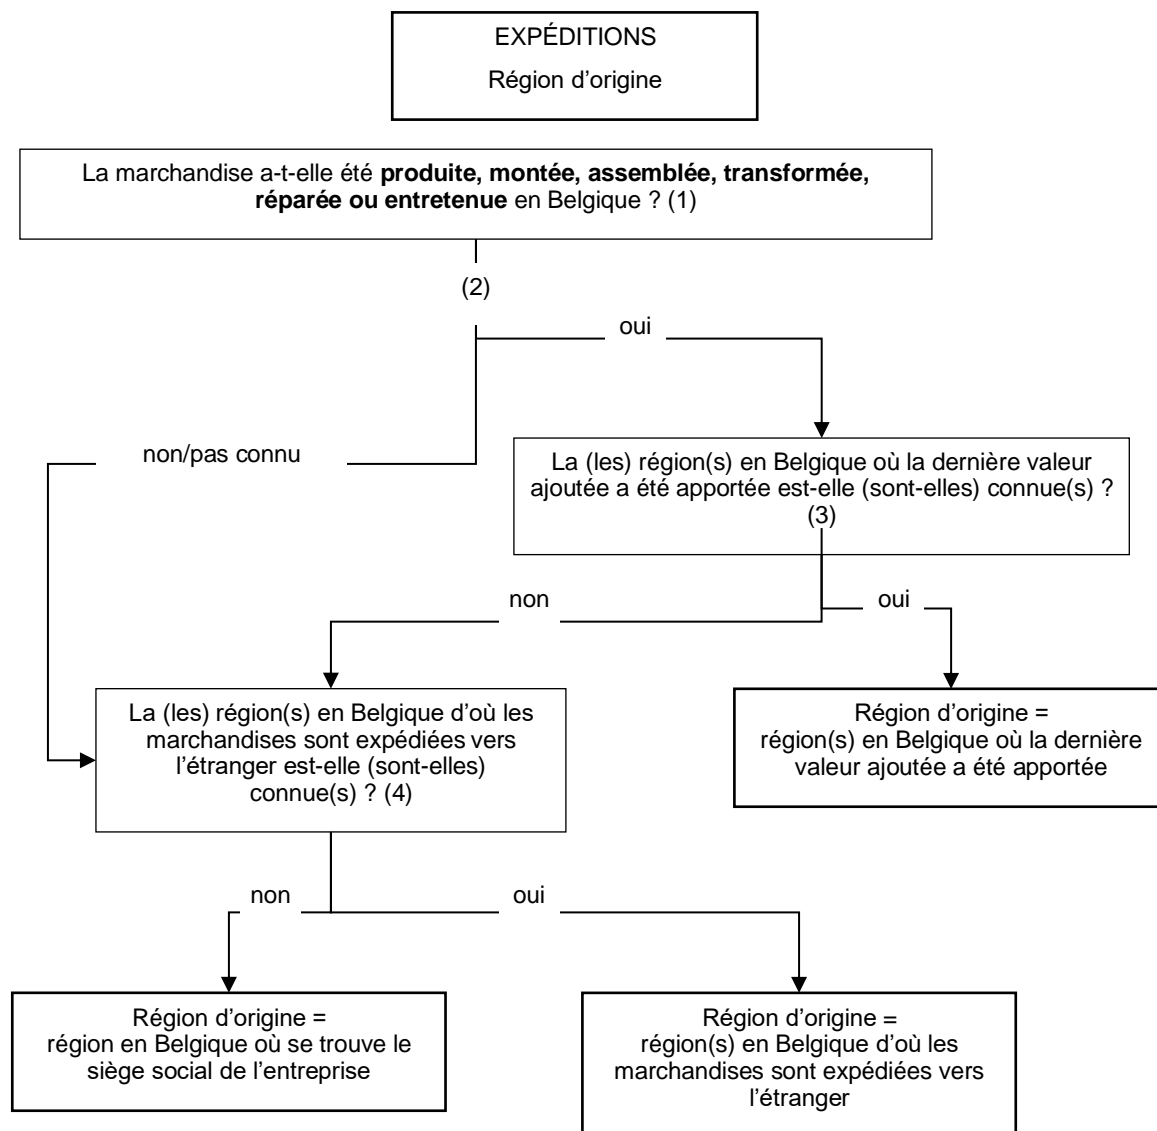 EXPÉDITIONS
Région d'origine
La marchandise a-t-elle été produite, montée, assemblée, transformée,
réparée ou entretenue en Belgique ? (1)
(2)
oui
non/pas connu
La (les) région(s) en Belgique où la dernière valeur
ajoutée a été apportée est-elle (sont-elles) connue(s) ?
(3)
non
oui
La (les) région(s) en Belgique d'où les
marchandises sont expédiées vers
l'étranger est-elle (sont-elles)
connue(s) ? (4)
Région d'origine =
région(s) en Belgique où la dernière
valeur ajoutée a été apportée
non
oui
Région d'origine =
région en Belgique où se trouve le
siège social de l'entreprise
Région d'origine =
région(s) en Belgique d'où les
marchandises sont expédiées vers
l'étranger